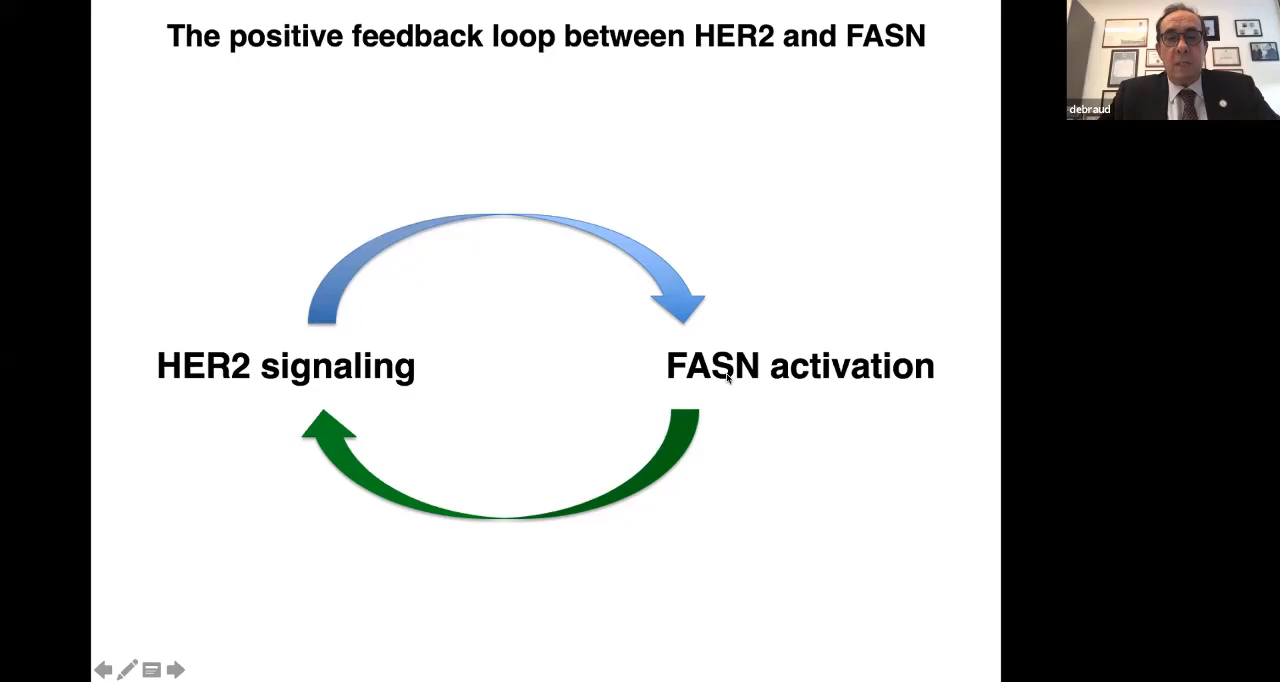 The positive feedback loop between HER2 and FASN
debraud
HER2 signaling
FASN activation